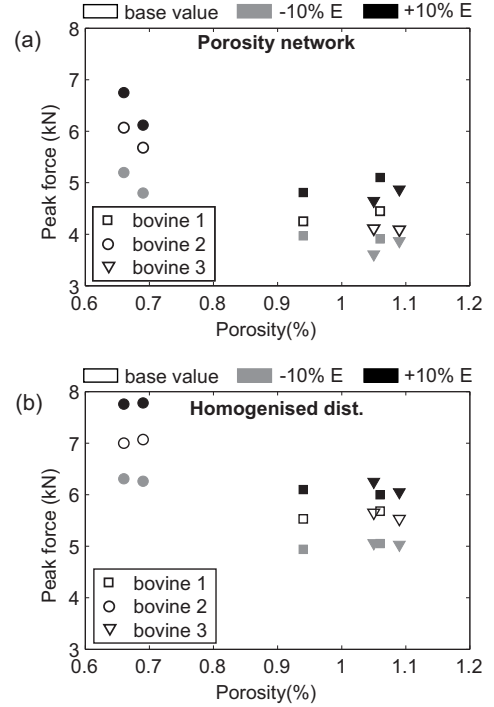 base value -10% E +10% E
(a) Porosity network
8
7
6
5
4
3
Peak force (kN)
bovine 1
bovine 2
bovine 3
0.6 0.7 0.8 0.9 1 1.1 1.2
Porosity(%)
base value -10% E +10% E
(b) Homogenised dist.
8
7
6
5
4
3
Peak force (kN)
bovine 1
bovine 2
bovine 3
0.6 0.7 0.8 0.9 1 1.1 1.2
Porosity(%)